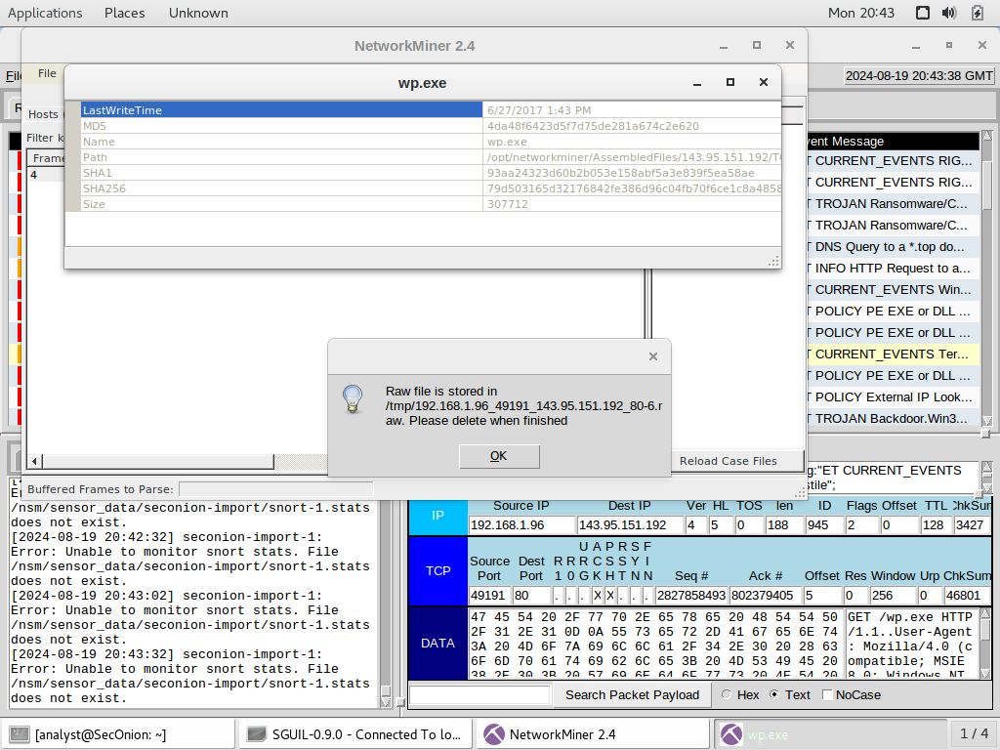 Applications Places Unknown Mon 20:43
NetworkMiner 2.4
File
2024-08-19 20:43:38 GMT
wp.exe
LastWriteTime 6/27/2017 1:43 PM
MD5 4da48f6423d5f7d75de281a674c2e620
Name wp.exe
Path /opt/networkminer/AssembledFiles/143.95.151.192/T
SHA1 93aa24323d60b2b053e158abf5a3e839f5ea58ae
SHA256 79d503165d32176842fe386d96c04fb70f6ce1c8a4858
Size 307712
Hosts
Filter k
Frame
4
vent Message
T CURRENT_EVENTS RIG...
T CURRENT_EVENTS RIG...
T TROJAN Ransomware/C...
T TROJAN Ransomware/C...
T DNS Query to a *.top do...
T INFO HTTP Request to a...
T CURRENT_EVENTS Win...
T POLICY PE EXE or DLL ...
T POLICY PE EXE or DLL ...
T CURRENT_EVENTS Ter...
T POLICY PE EXE or DLL ...
T POLICY External IP Look...
T TROJAN Backdoor.Win3...
Raw file is stored in
/tmp/192.168.1.96_49191_143.95.151.192_80-6.r
aw. Please delete when finished
OK
Reload Case Files
Buffered Frames to Parse:
g:"ET CURRENT_EVENTS
stile";
/nsm/sensor_data/seconion-import/snort-1.stats
does not exist.
[2024-08-19 20:42:32] seconion-import-1:
Error: Unable to monitor snort stats. File
/nsm/sensor_data/seconion-import/snort-1.stats
does not exist.
[2024-08-19 20:43:02] seconion-import-1:
Error: Unable to monitor snort stats. File
/nsm/sensor_data/seconion-import/snort-1.stats
does not exist.
[2024-08-19 20:43:32] seconion-import-1:
Error: Unable to monitor snort stats. File
/nsm/sensor_data/seconion-import/snort-1.stats
does not exist.
IP
Source IP Dest IP Ver HL TOS len ID Flags Offset TTL ChkSum
192.168.1.96 143.95.151.192 4 5 0 188 945 2 0 128 3427
TCP
U A P R S F
Source Dest R R R C S S Y I
Port Port 1 0 G K H T N N Seq # Ack # Offset Res Window Urp ChkSum
49191 80 . . . X X . . . 2827858493 802379405 5 0 256 0 46801
DATA
47 45 54 20 2F 77 70 2E 65 78 65 20 48 54 54 50 GET /wp.exe HTTP
2F 31 2E 31 0D 0A 55 73 65 72 2D 41 67 65 6E 74 /1.1..User-Agent
3A 20 4D 6F 7A 69 6C 6C 61 2F 34 2E 30 20 28 63 : Mozilla/4.0 (c
6F 6D 70 61 74 69 62 6C 65 3B 20 4D 53 49 45 20 ompatible; MSIE
38 2E 30 3B 20 57 69 6E 64 6F 77 73 20 4E 54 20 8.0; Windows NT
Search Packet Payload Hex Text NoCase
[analyst@SecOnion: ~] SGUIL-0.9.0 - Connected To lo... NetworkMiner 2.4 wp.exe 1 / 4